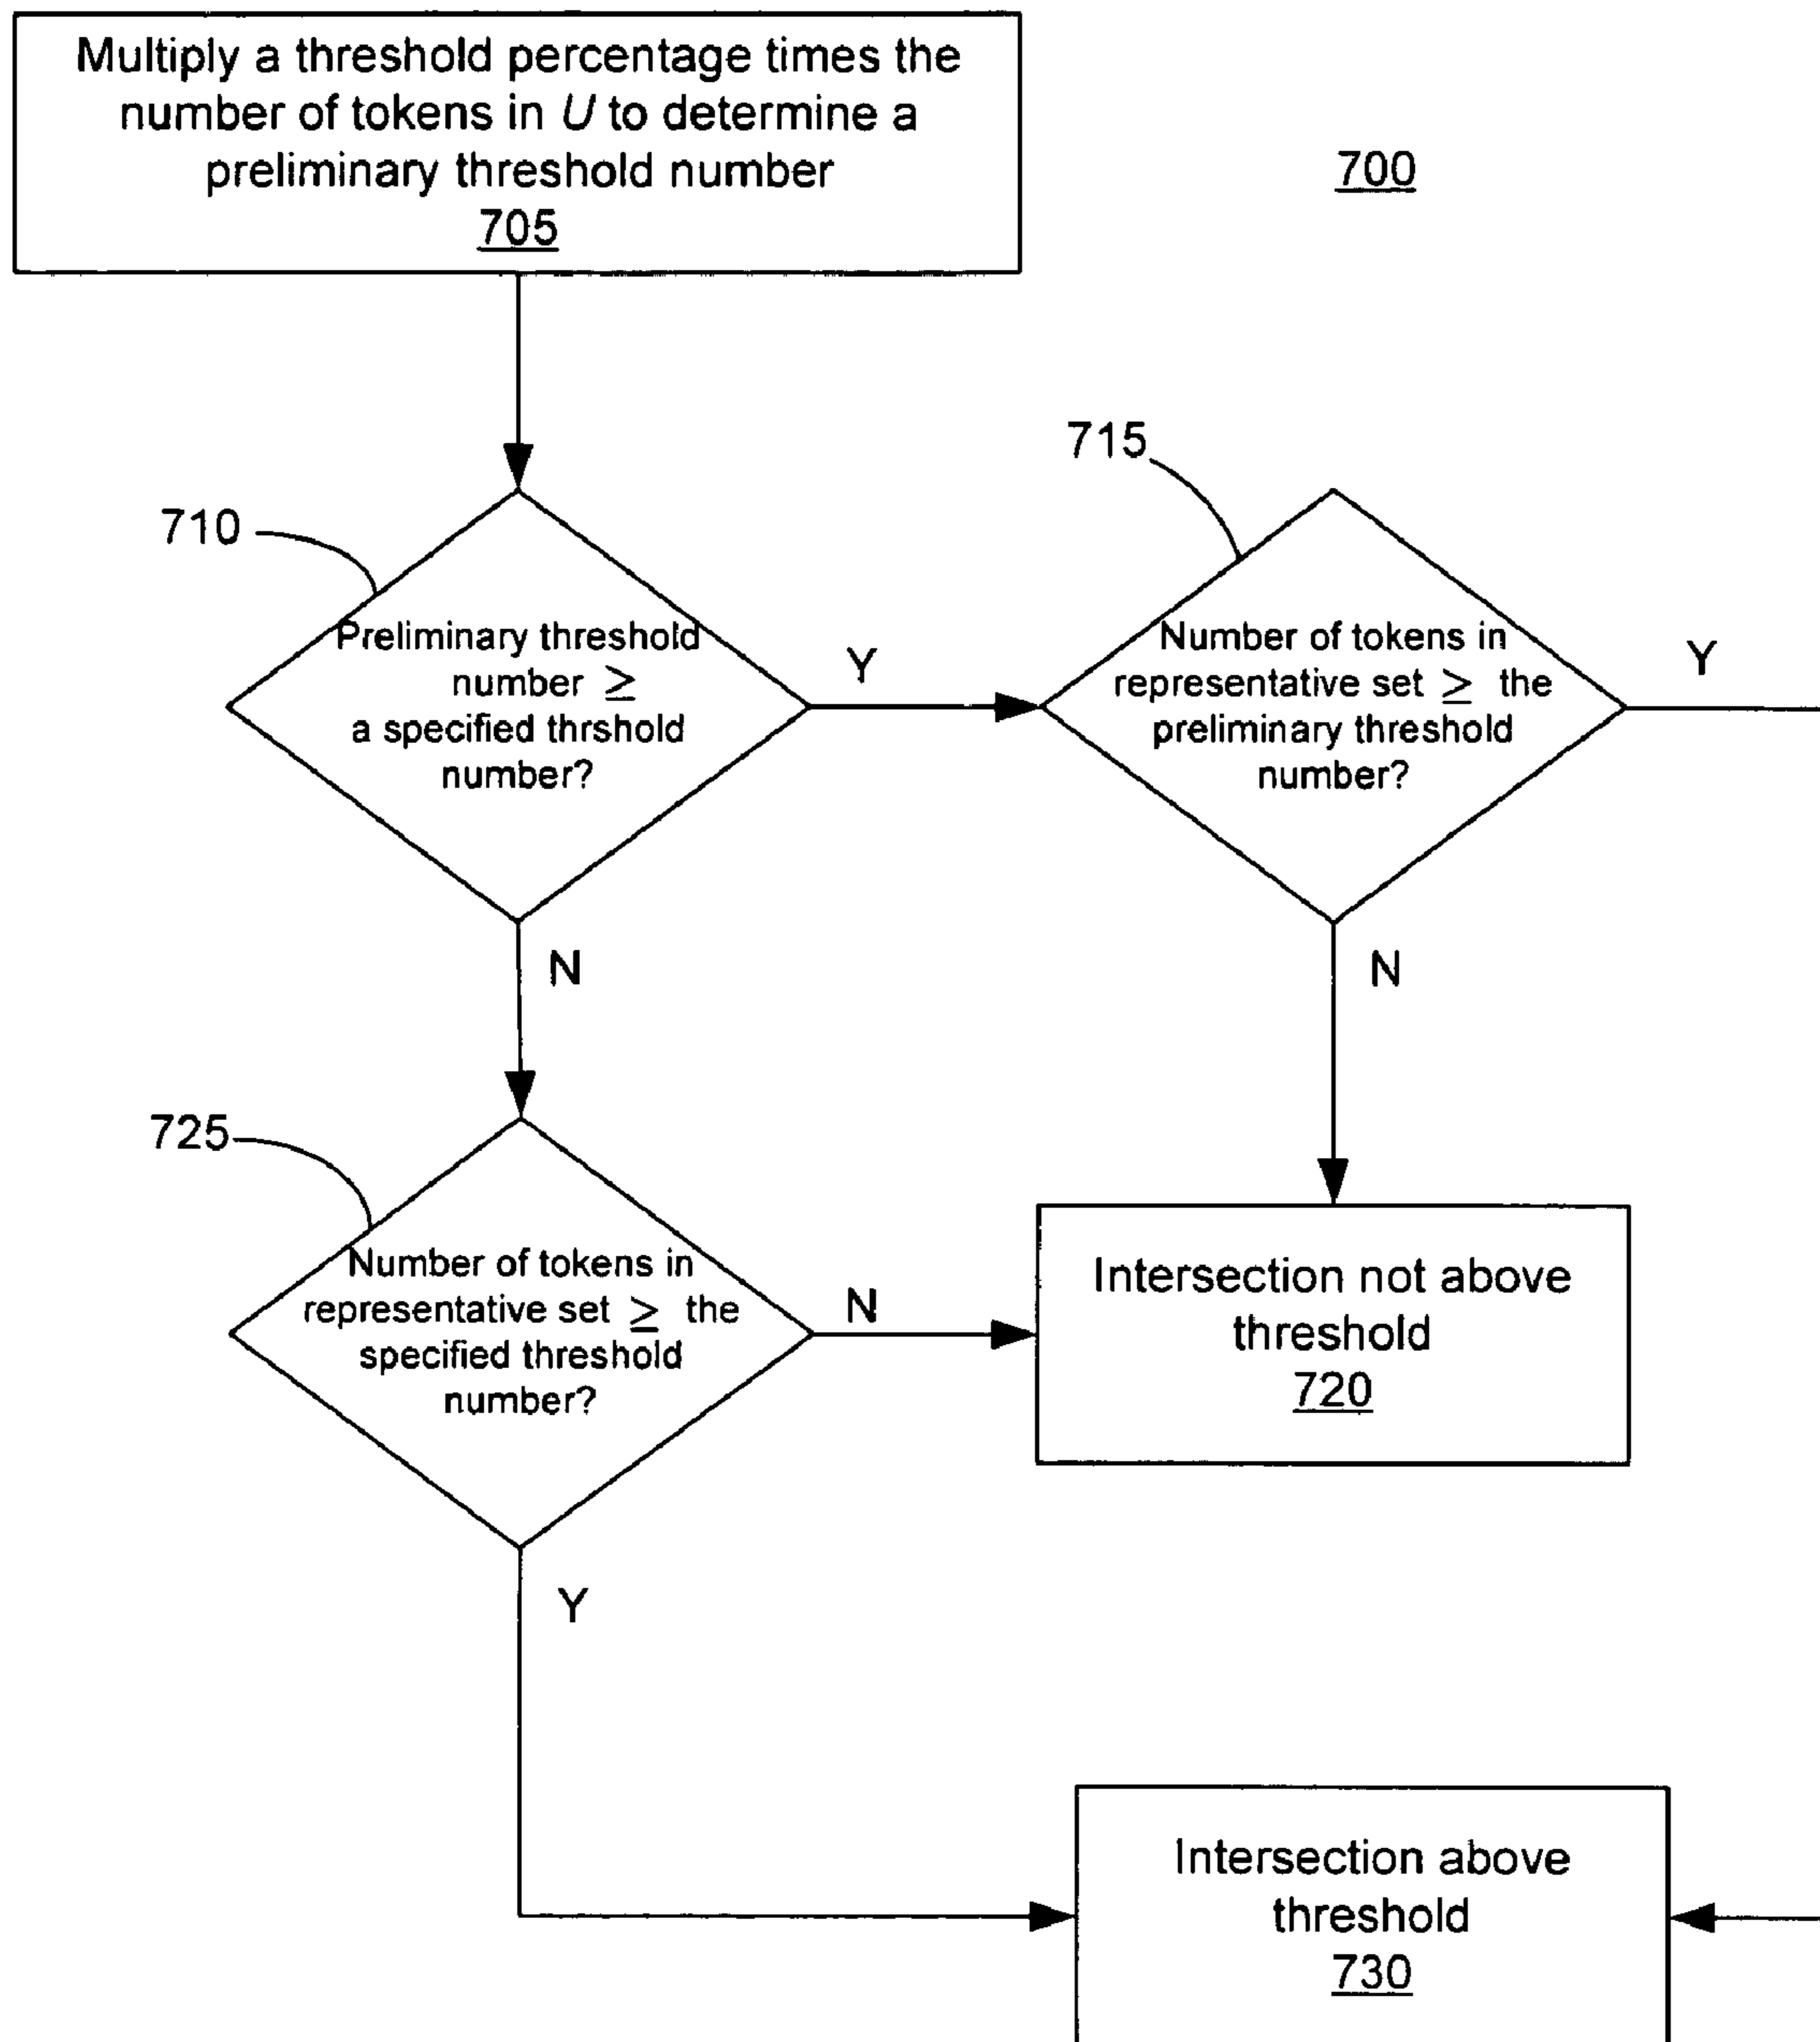 Multiply a threshold percentage times the
number of tokens in U to determine a
preliminary threshold number
705
700
710
Preliminary threshold
number ≥
a specified thrshold
number?
Y
715
Number of tokens in
representative set ≥ the
preliminary threshold
number?
Y
N
N
725
Number of tokens in
representative set ≥ the
specified threshold
number?
N
Intersection not above
threshold
720
Y
Intersection above
threshold
730